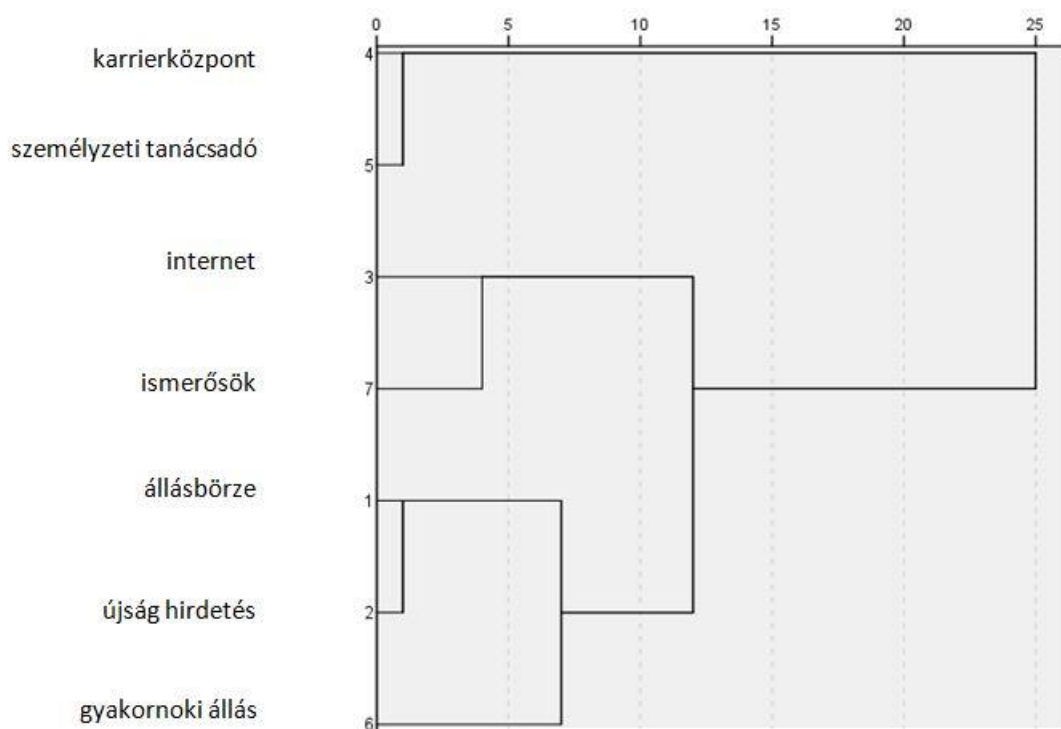 0 5 10 15 20 25
karrierközpont 4
személyzeti tanácsadó 5
internet 3
ismerősök 7
állásbörze 1
újság hirdetés 2
gyakornoki állás 6